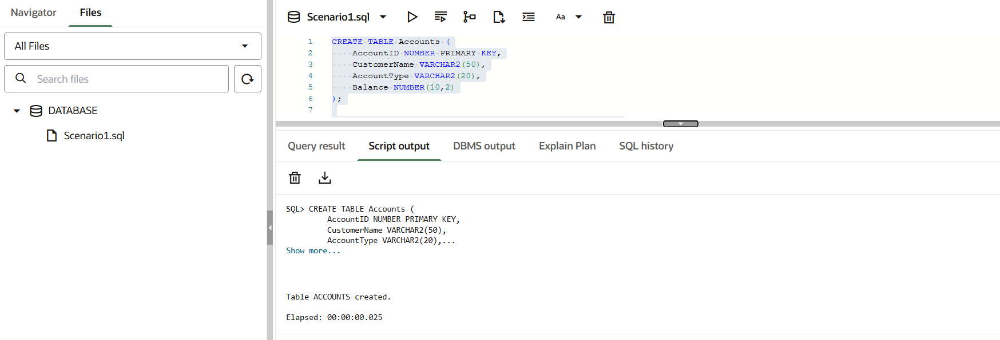 Navigator Files
All Files
Search files
DATABASE
Scenario1.sql
Scenario1.sql Aa
1 CREATE TABLE Accounts (
2 AccountID NUMBER PRIMARY KEY,
3 CustomerName VARCHAR2(50),
4 AccountType VARCHAR2(20),
5 Balance NUMBER(10,2)
6 );
7
Query result Script output DBMS output Explain Plan SQL history
SQL> CREATE TABLE Accounts (
AccountID NUMBER PRIMARY KEY,
CustomerName VARCHAR2(50),
AccountType VARCHAR2(20),...
Show more...
Table ACCOUNTS created.
Elapsed: 00:00:00.025